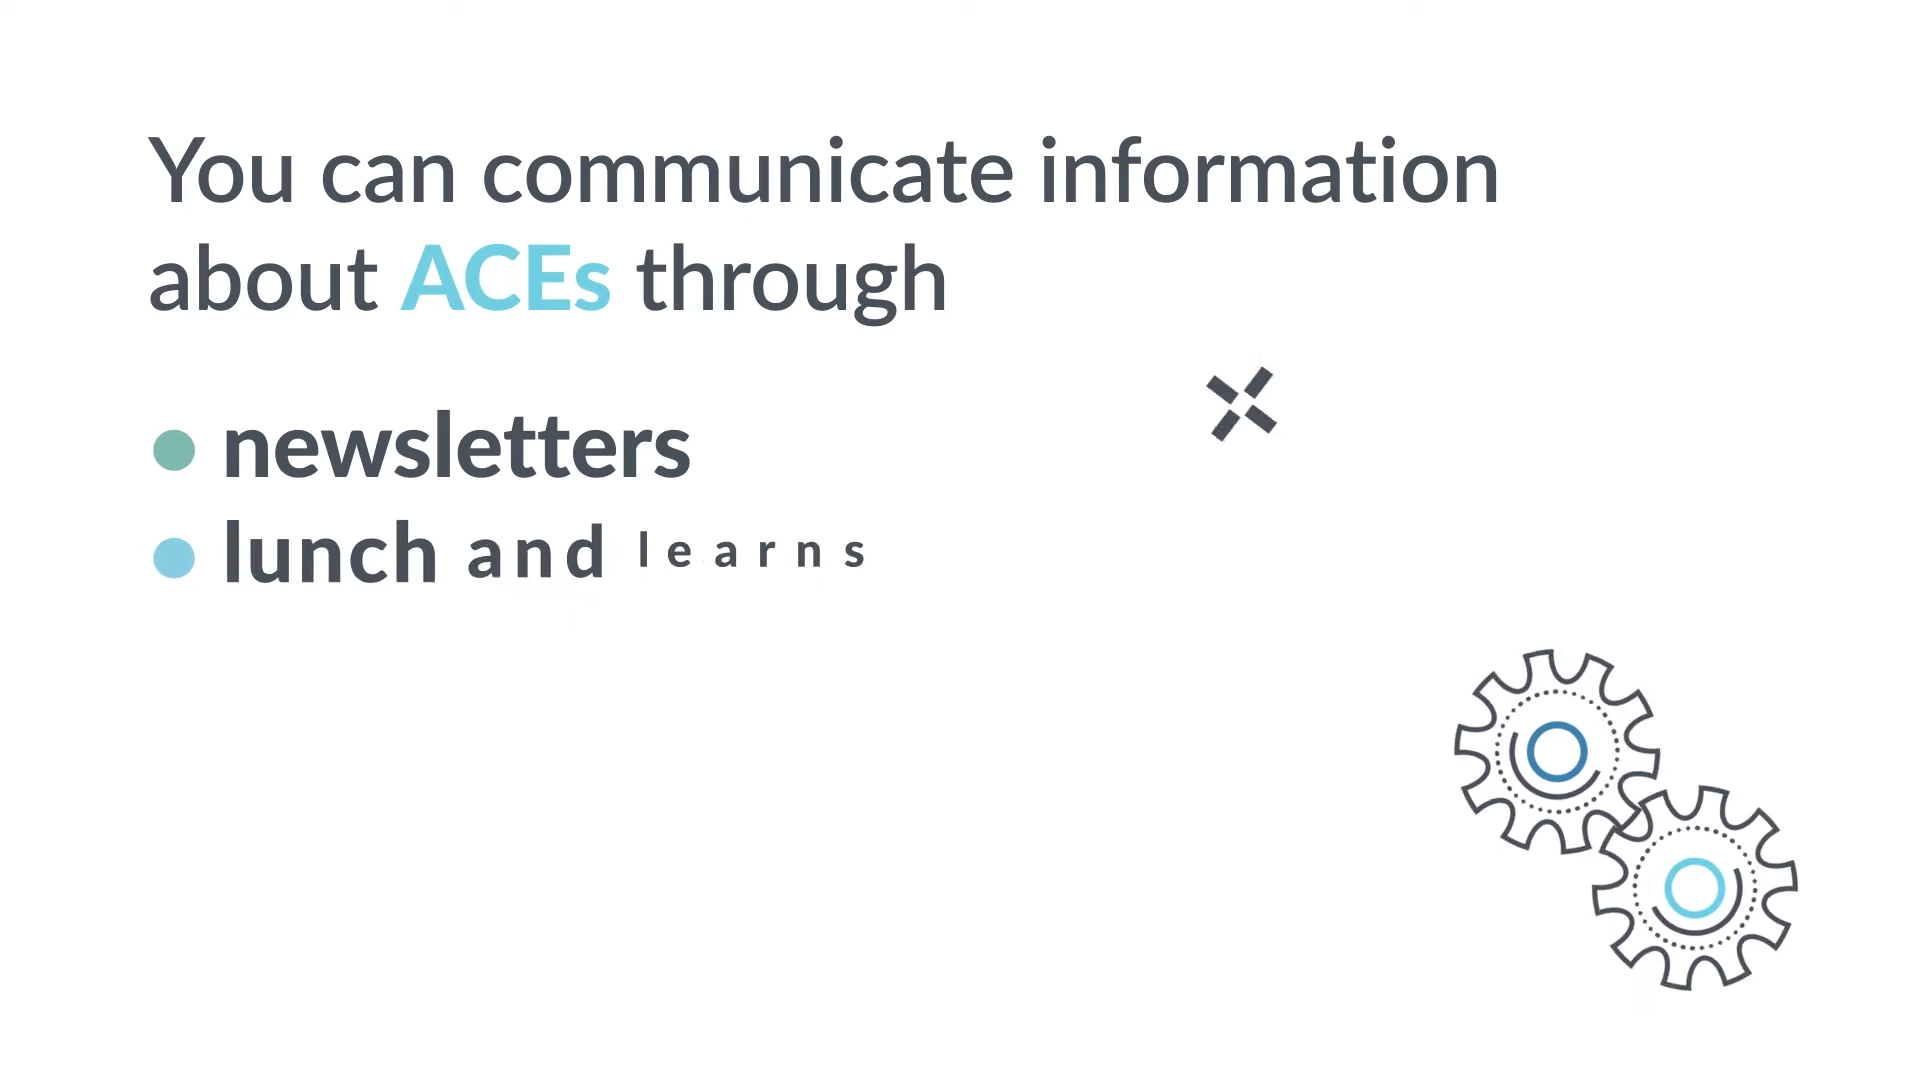 You can communicate information
about ACEs through
newsletters
lunch and learns